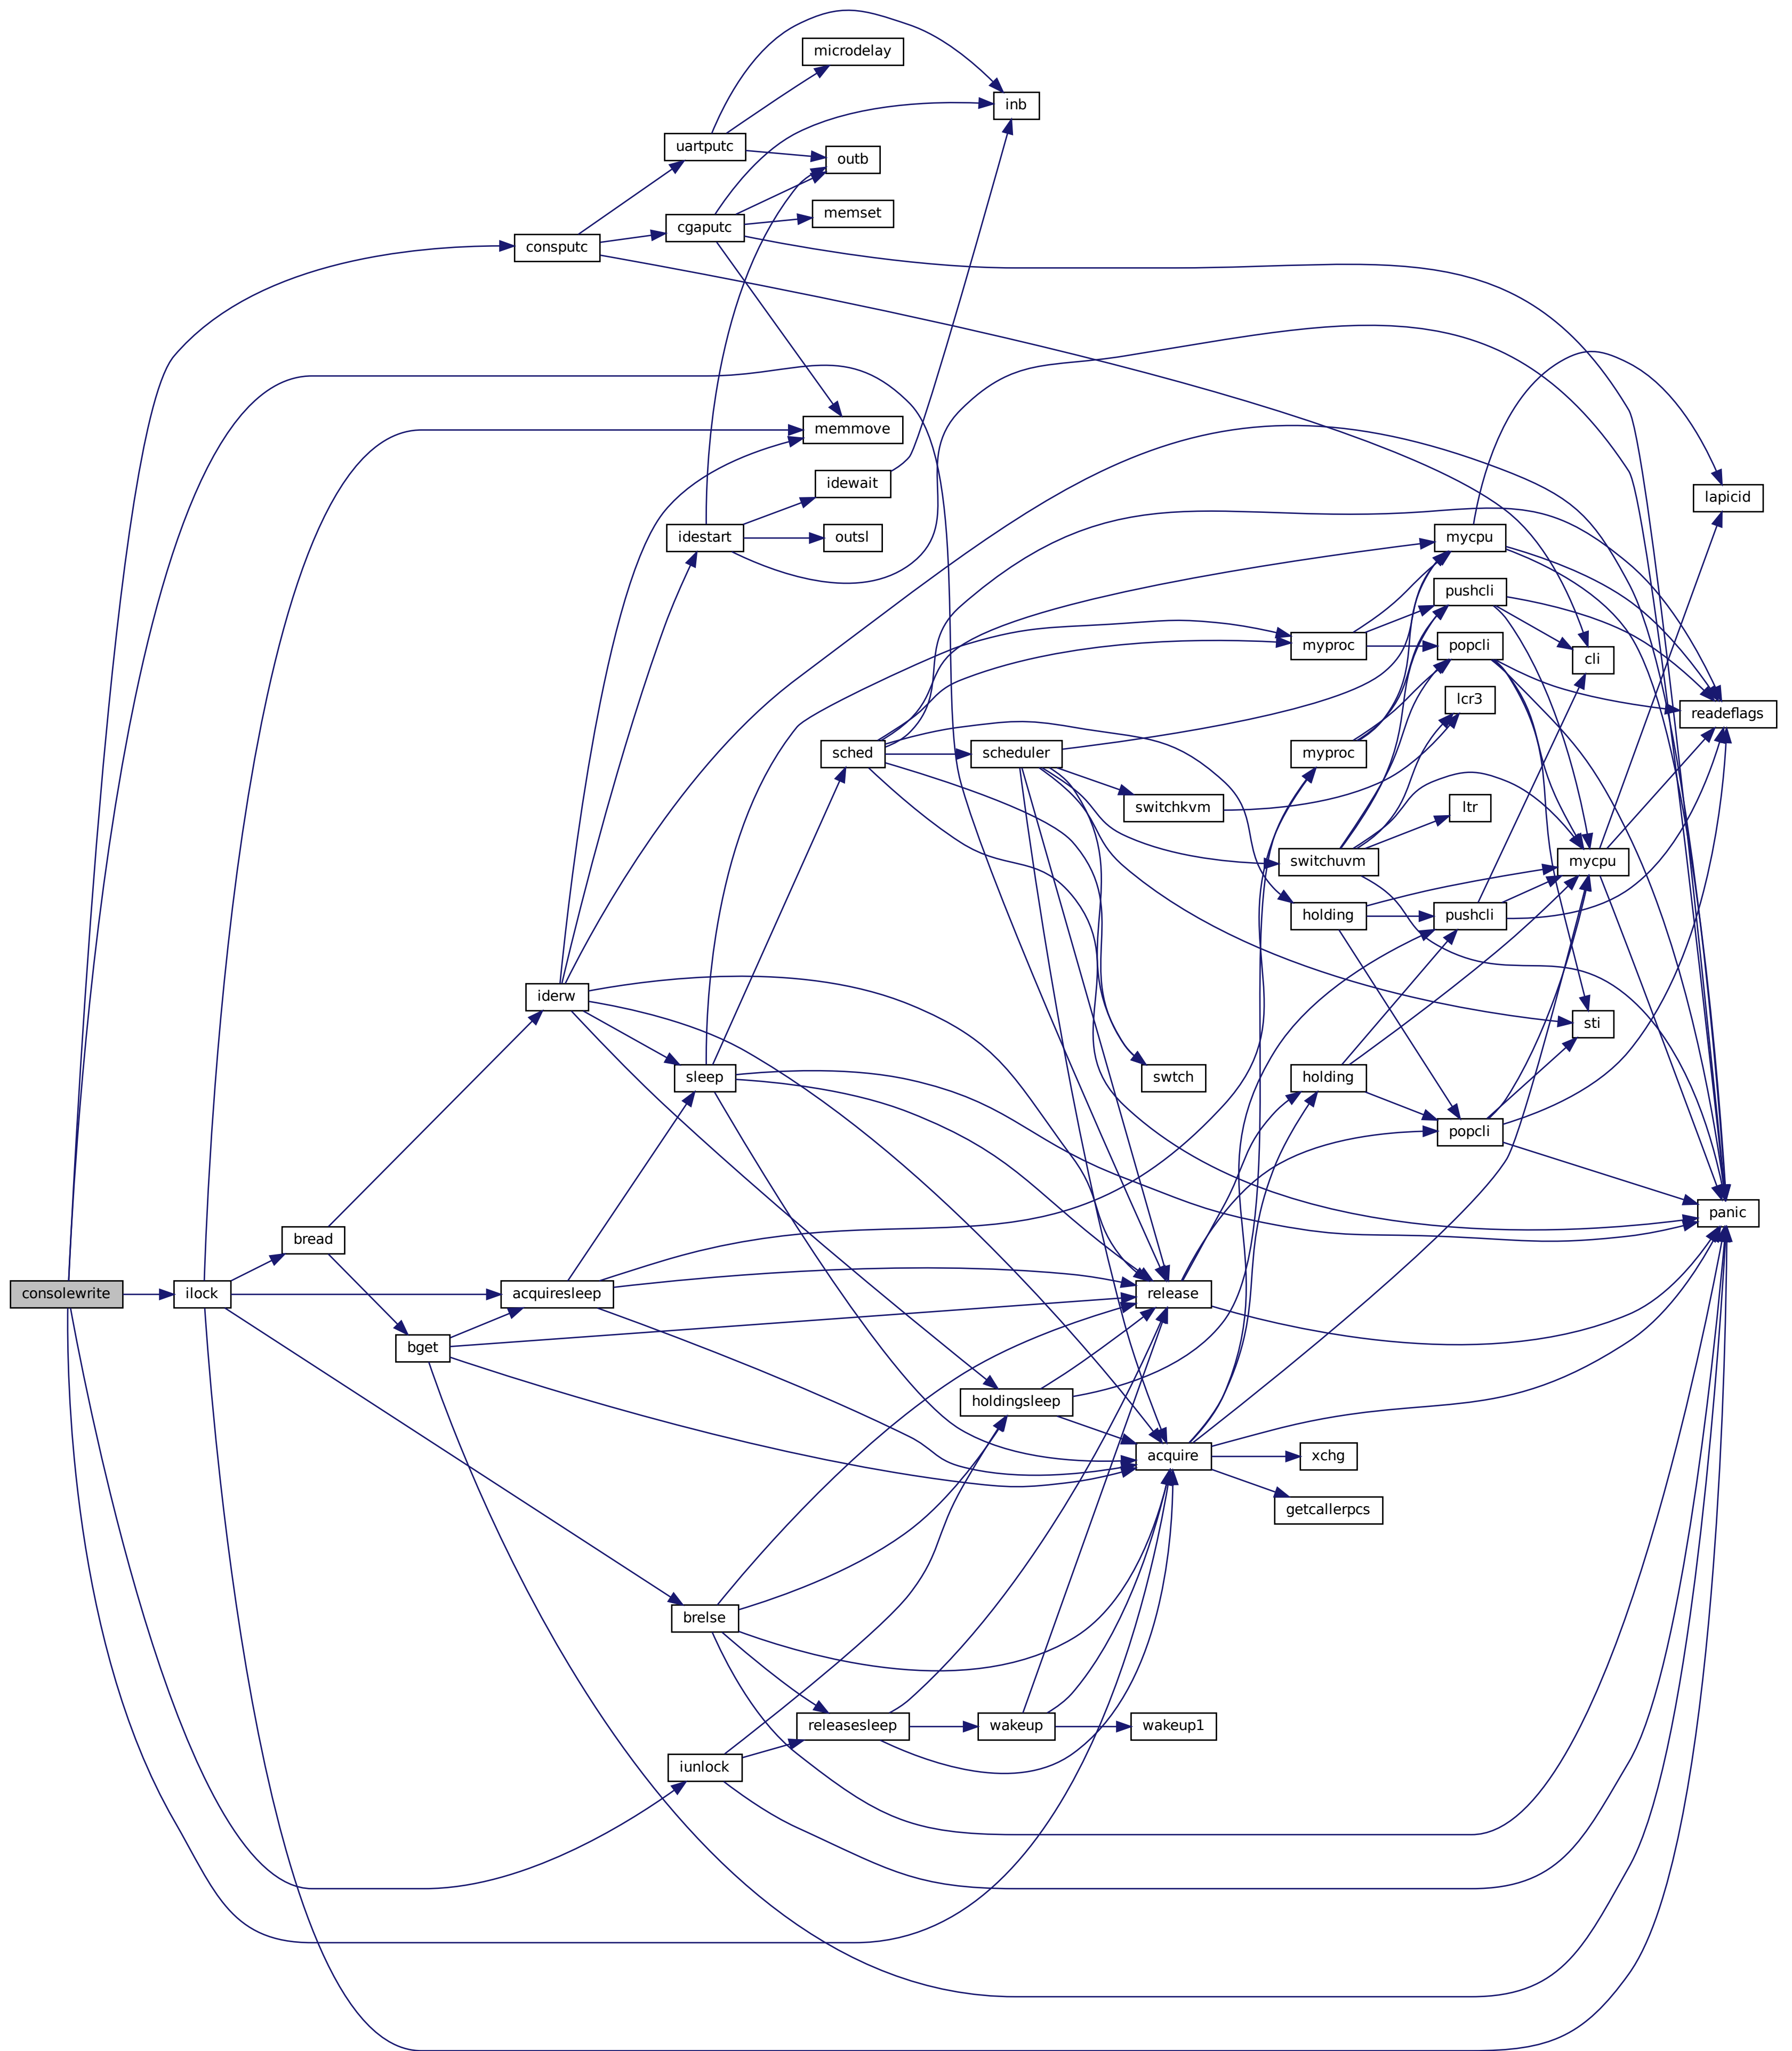 microdelay
inb
uartputc
outb
memset
cgaputc
consputc
memmove
idewait
lapicid
idestart
outsl
mycpu
pushcli
myproc
popcli
cli
lcr3
readeflags
sched
scheduler
myproc
switchkvm
ltr
switchuvm
mycpu
holding
pushcli
iderw
sti
sleep
swtch
holding
popcli
panic
bread
consolewrite
ilock
acquiresleep
release
bget
holdingsleep
acquire
xchg
getcallerpcs
brelse
releasesleep
wakeup
wakeup1
iunlock